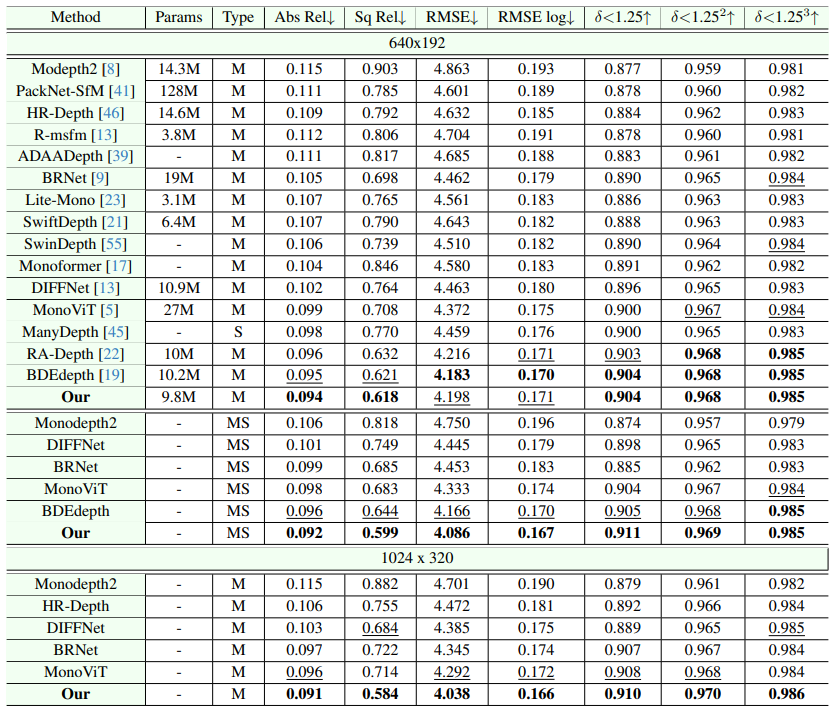 Method Params Type Abs Rel↓ Sq Rel↓ RMSE↓ RMSE log↓ δ<1.25↑ δ<1.25²↑ δ<1.25³↑
640x192
Modepth2 [8] 14.3M M 0.115 0.903 4.863 0.193 0.877 0.959 0.981
PackNet-SfM [41] 128M M 0.111 0.785 4.601 0.189 0.878 0.960 0.982
HR-Depth [46] 14.6M M 0.109 0.792 4.632 0.185 0.884 0.962 0.983
R-msfm [13] 3.8M M 0.112 0.806 4.704 0.191 0.878 0.960 0.981
ADAADepth [39] - M 0.111 0.817 4.685 0.188 0.883 0.961 0.982
BRNet [9] 19M M 0.105 0.698 4.462 0.179 0.890 0.965 0.984
Lite-Mono [23] 3.1M M 0.107 0.765 4.561 0.183 0.886 0.963 0.983
SwiftDepth [21] 6.4M M 0.107 0.790 4.643 0.182 0.888 0.963 0.983
SwinDepth [55] - M 0.106 0.739 4.510 0.182 0.890 0.964 0.984
Monoformer [17] - M 0.104 0.846 4.580 0.183 0.891 0.962 0.982
DIFFNet [13] 10.9M M 0.102 0.764 4.463 0.180 0.896 0.965 0.983
MonoViT [5] 27M M 0.099 0.708 4.372 0.175 0.900 0.967 0.984
ManyDepth [45] - S 0.098 0.770 4.459 0.176 0.900 0.965 0.983
RA-Depth [22] 10M M 0.096 0.632 4.216 0.171 0.903 0.968 0.985
BDEdepth [19] 10.2M M 0.095 0.621 4.183 0.170 0.904 0.968 0.985
Our 9.8M M 0.094 0.618 4.198 0.171 0.904 0.968 0.985
Monodepth2 - MS 0.106 0.818 4.750 0.196 0.874 0.957 0.979
DIFFNet - MS 0.101 0.749 4.445 0.179 0.898 0.965 0.983
BRNet - MS 0.099 0.685 4.453 0.183 0.885 0.962 0.983
MonoViT - MS 0.098 0.683 4.333 0.174 0.904 0.967 0.984
BDEdepth - MS 0.096 0.644 4.166 0.170 0.905 0.968 0.985
Our - MS 0.092 0.599 4.086 0.167 0.911 0.969 0.985
1024 x 320
Monodepth2 - M 0.115 0.882 4.701 0.190 0.879 0.961 0.982
HR-Depth - M 0.106 0.755 4.472 0.181 0.892 0.966 0.984
DIFFNet - M 0.103 0.684 4.385 0.175 0.889 0.965 0.985
BRNet - M 0.097 0.722 4.345 0.174 0.907 0.967 0.984
MonoViT - M 0.096 0.714 4.292 0.172 0.908 0.968 0.984
Our - M 0.091 0.584 4.038 0.166 0.910 0.970 0.986